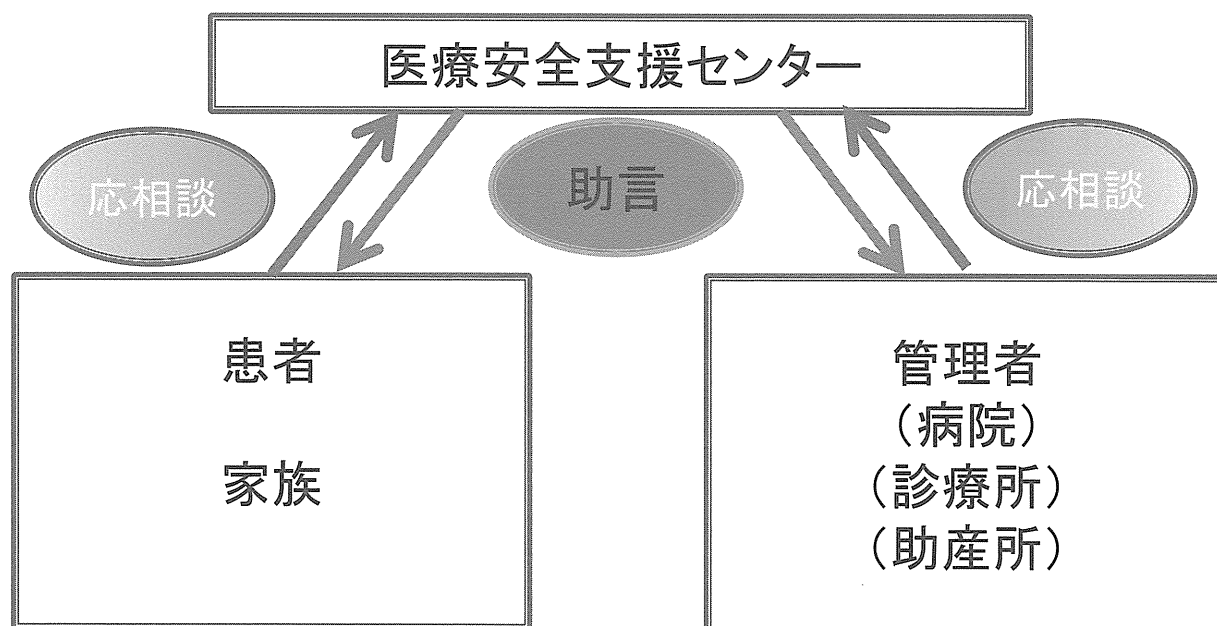 医療安全支援センター
応相談
助言
応相談
患者
家族
管理者
（病院）
（診療所）
（助産所）